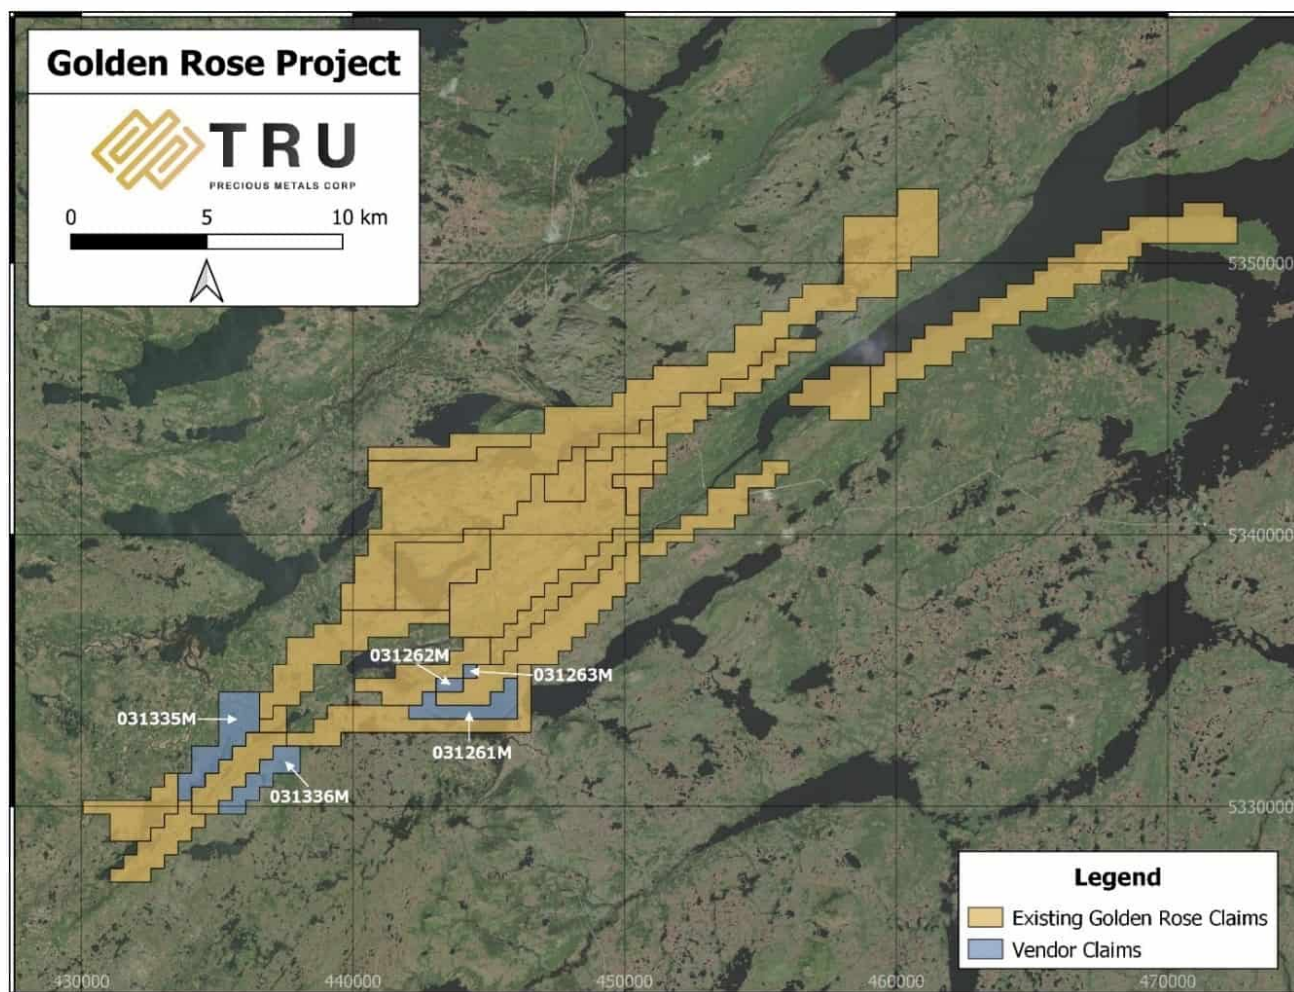 Golden Rose Project
TRU
PRECIOUS METALS CORP
0 5 10 km
5350000
5340000
031262M
031263M
031335M
031261M
031336M
5330000
Legend
Existing Golden Rose Claims
Vendor Claims
430000 440000 450000 460000 470000